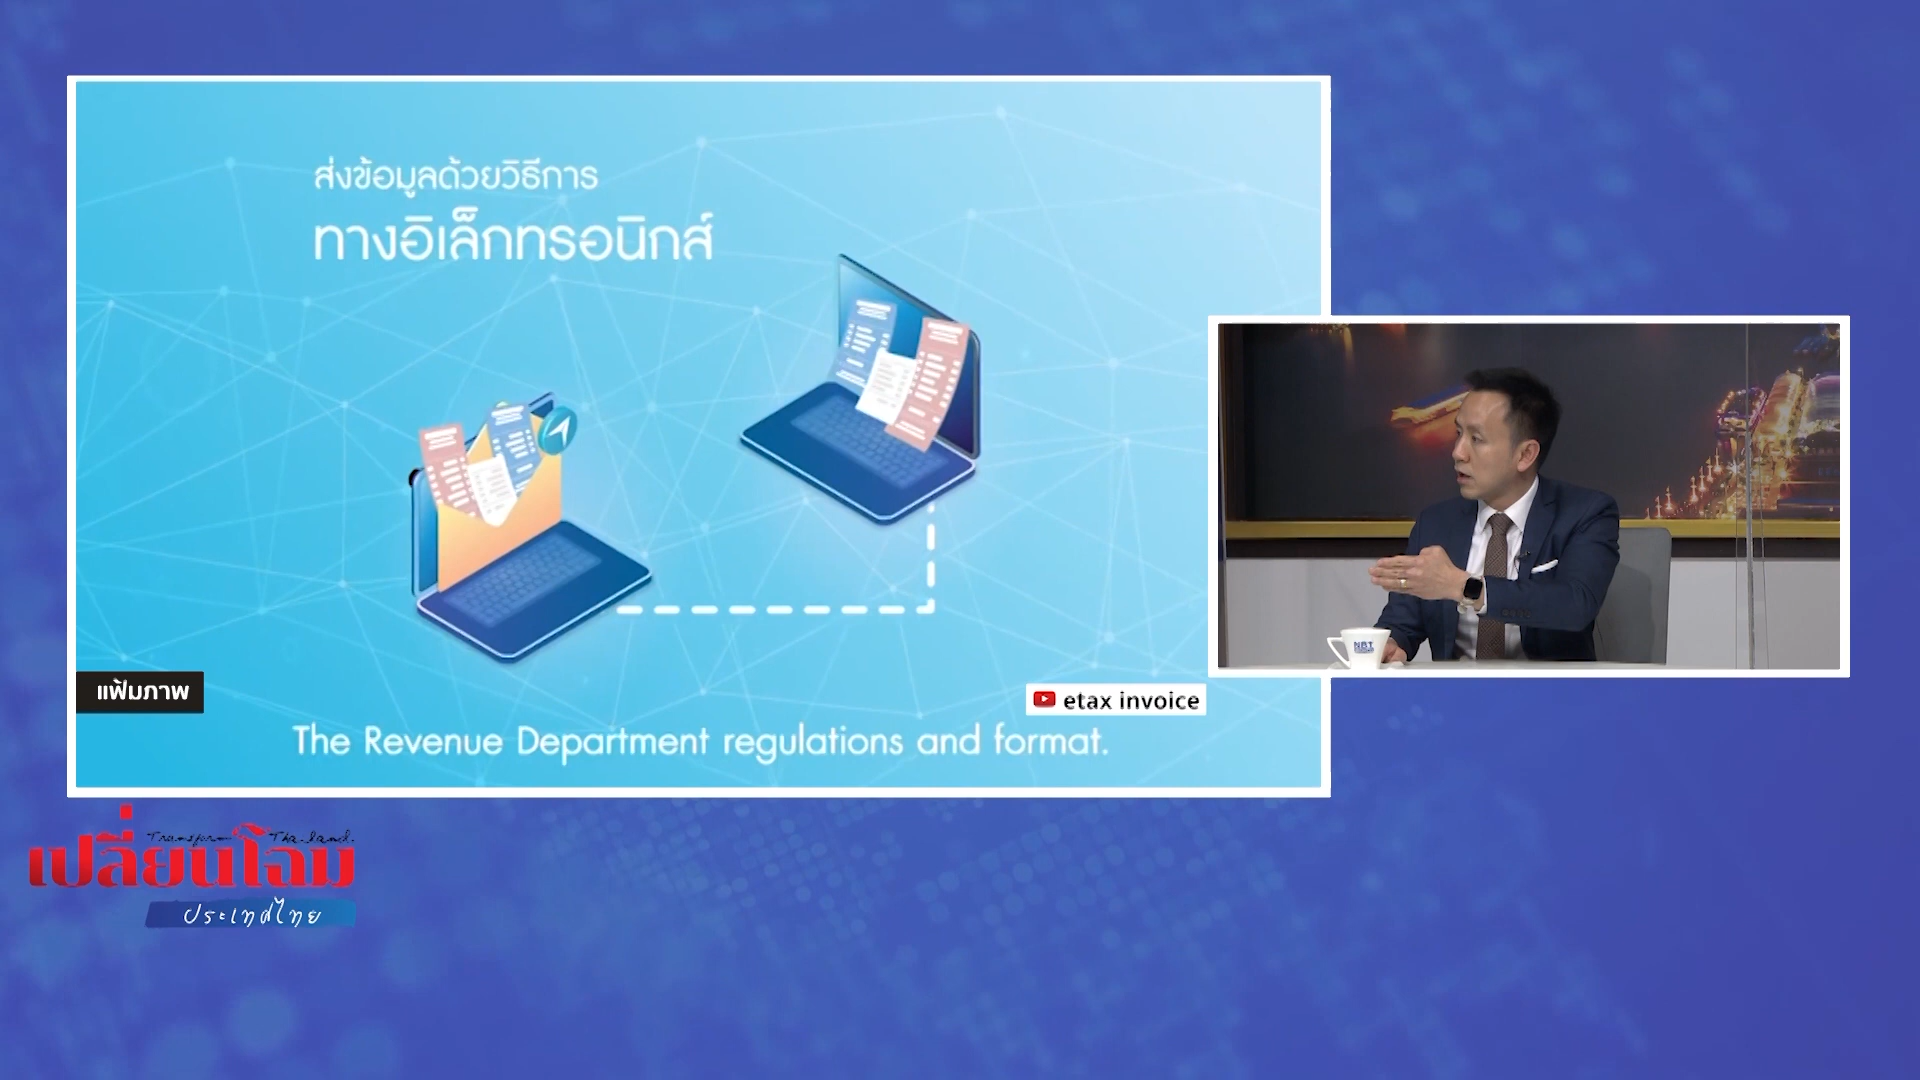 ส่งข้อมูลด้วยวิธีการ
ทางอิเล็กทรอนิกส์
แฟ้มภาพ
etax invoice
The Revenue Department regulations and format.
NBT
เปลี่ยนโฉม
ประเทศไทย